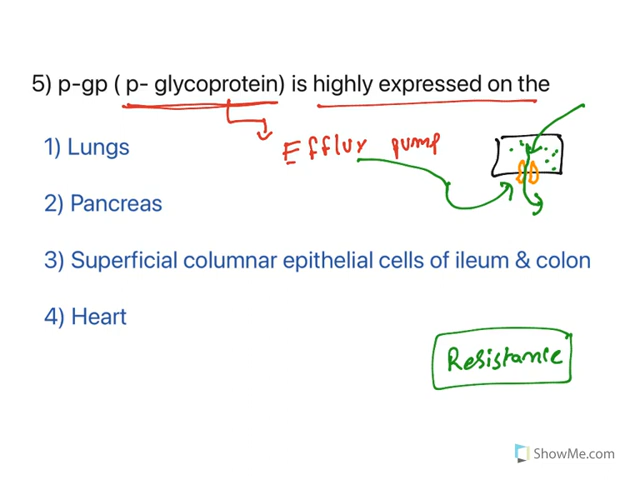 5) p-gp ( p- glycoprotein) is highly expressed on the
1) Lungs
Efflux pump
2) Pancreas
3) Superficial columnar epithelial cells of ileum & colon
4) Heart
Resistance
ShowMe.com